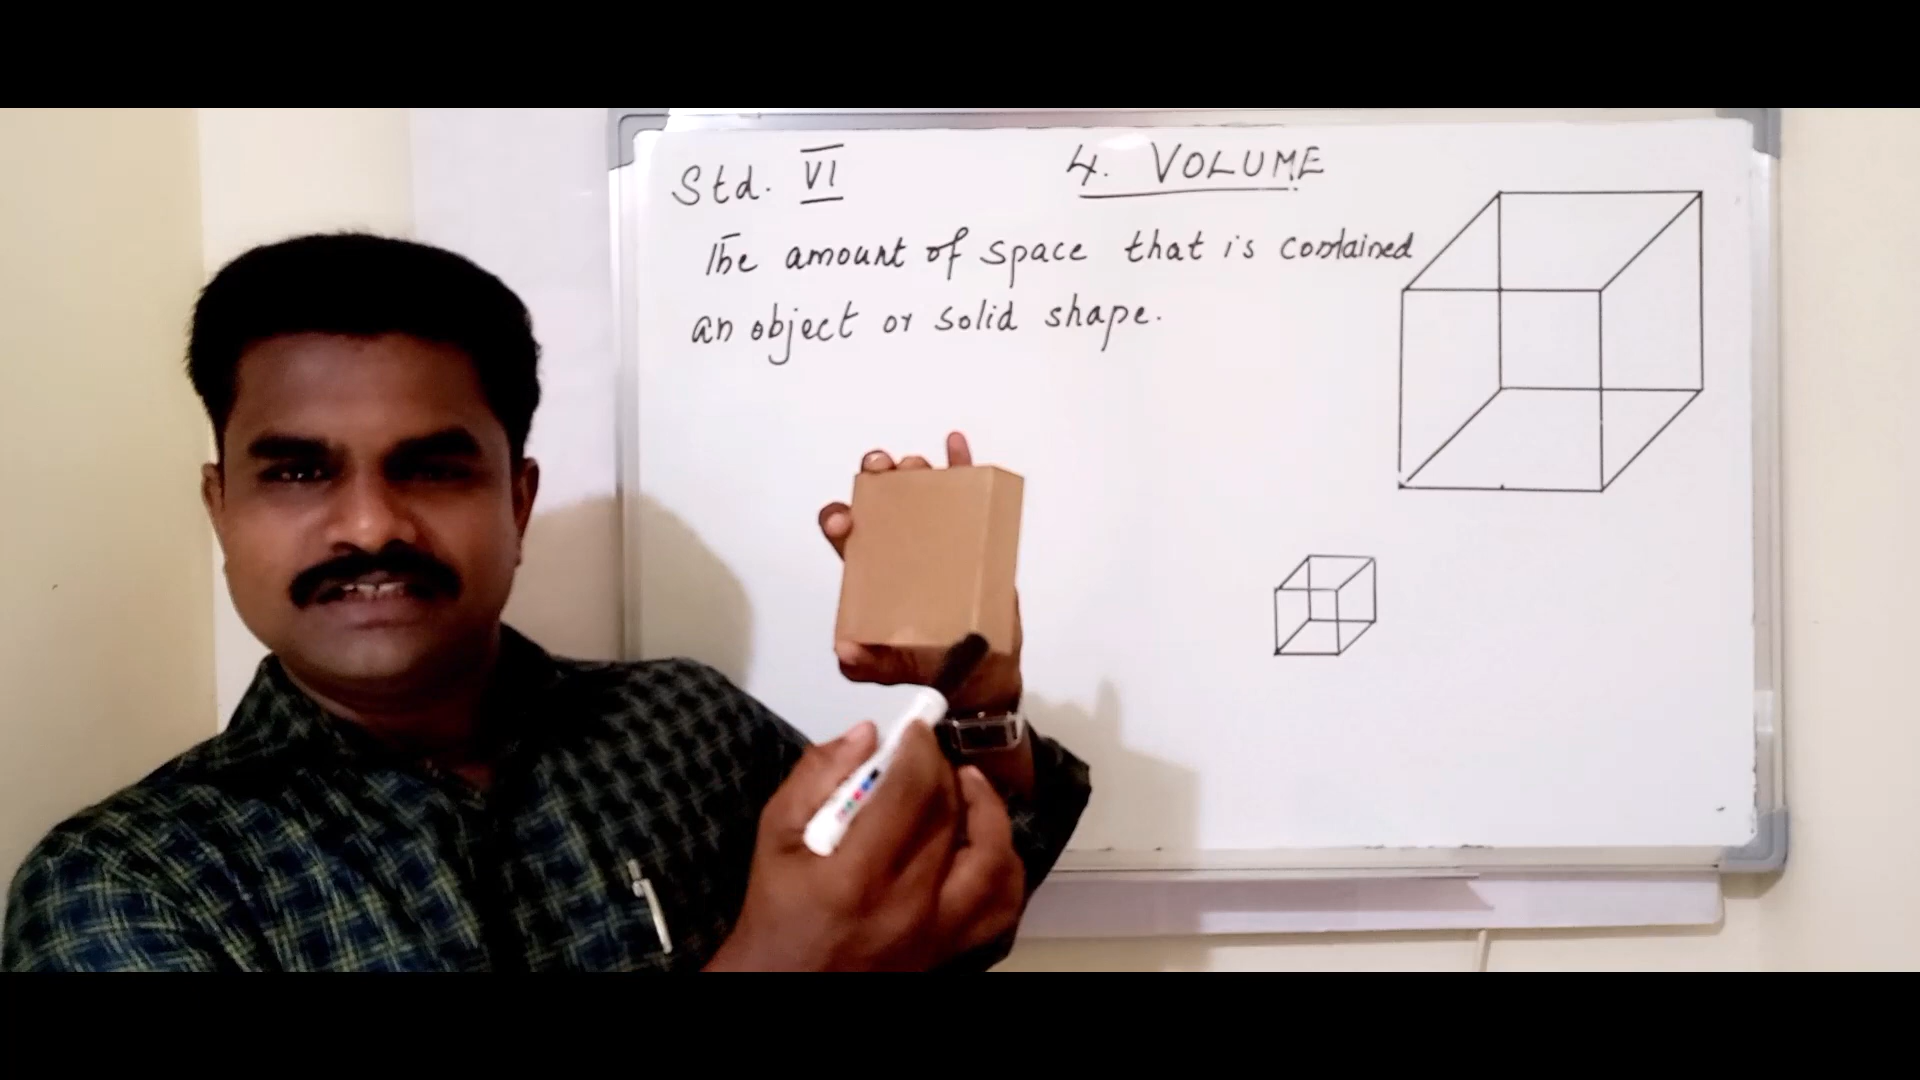 Std. VI
4. VOLUME
The amount of space that is contained
an object or solid shape.